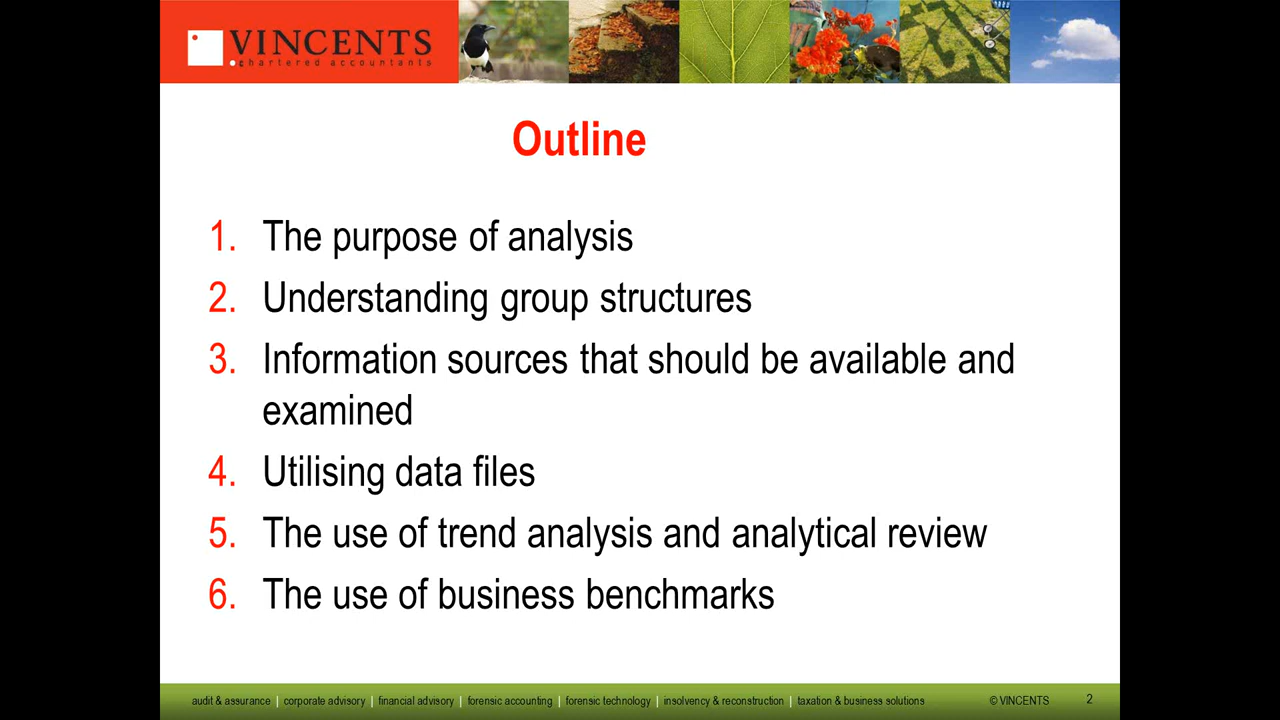 VINCENTS
chartered accountants
Outline
1. The purpose of analysis
2. Understanding group structures
3. Information sources that should be available and
examined
4. Utilising data files
5. The use of trend analysis and analytical review
6. The use of business benchmarks
audit & assurance | corporate advisory | financial advisory | forensic accounting | forensic technology | insolvency & reconstruction | taxation & business solutions © VINCENTS 2